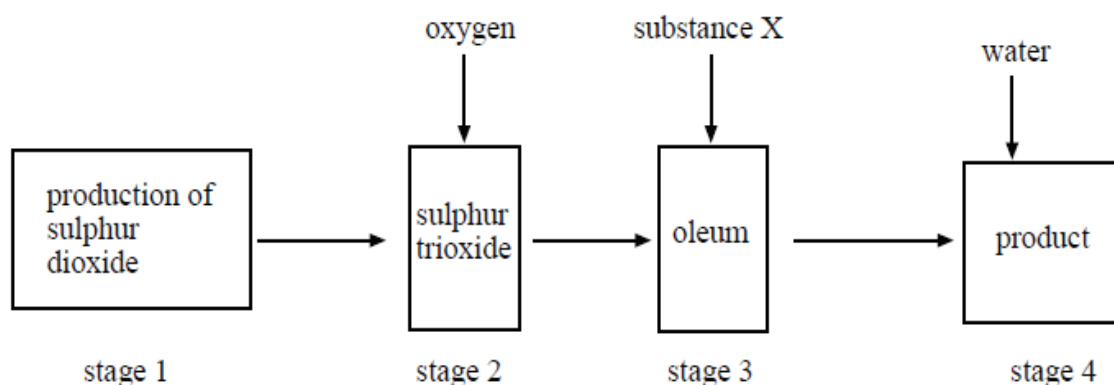 oxygen
substance X
water
production of
sulphur
dioxide
sulphur
trioxide
oleum
product
stage 1
stage 2
stage 3
stage 4